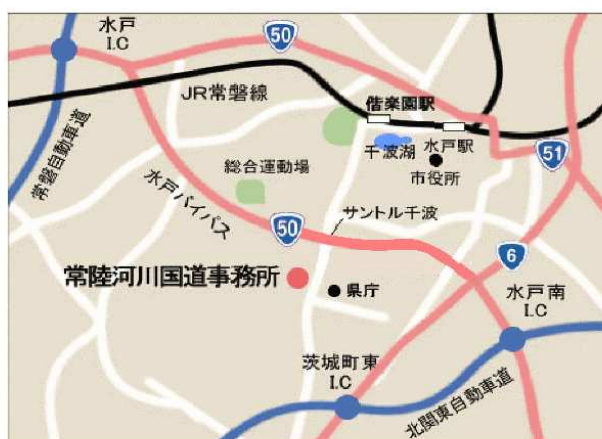 水戸
I.C
50
JR常磐線
偕楽園駅
千波湖
水戸駅
市役所
51
常磐自動車道
総合運動場
水戸バイパス
50
サントル千波
6
常陸河川国道事務所
県庁
水戸南
I.C
茨城町東
I.C
北関東自動車道